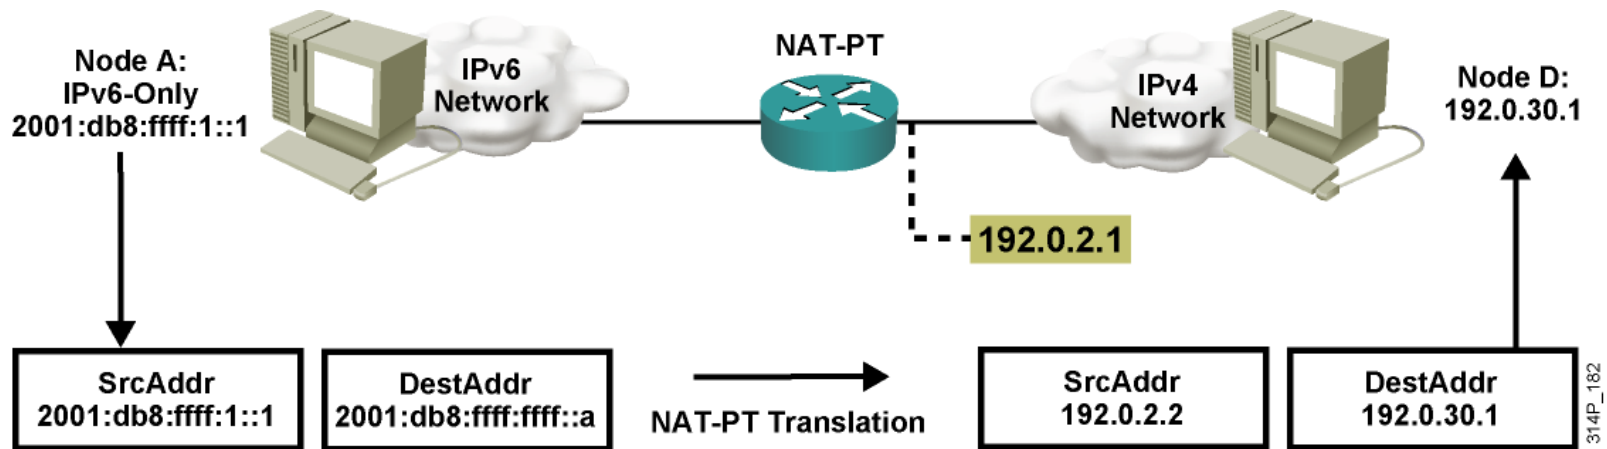 Node A:
IPv6-Only
2001:db8:ffff:1::1
IPv6
Network
NAT-PT
IPv4
Network
Node D:
192.0.30.1
192.0.2.1
SrcAddr
2001:db8:ffff:1::1
DestAddr
2001:db8:ffff:ffff::a
NAT-PT Translation
SrcAddr
192.0.2.2
DestAddr
192.0.30.1
314P_182